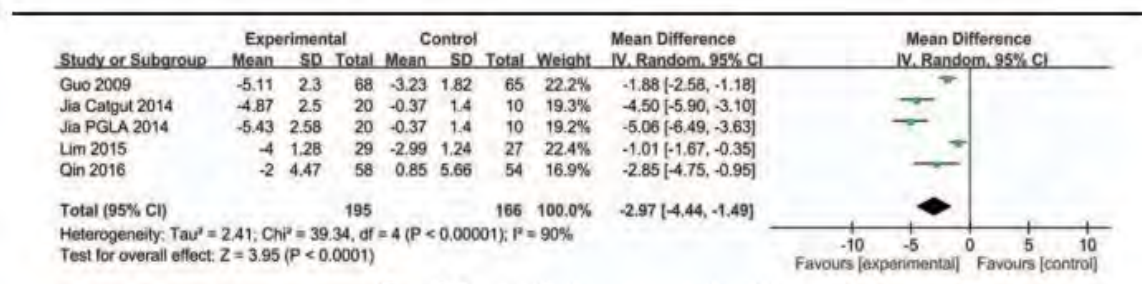 Experimental Control Mean Difference Mean Difference
Study or Subgroup Mean SD Total Mean SD Total Weight IV, Random, 95% CI IV, Random, 95% CI
Guo 2009 -5.11 2.3 68 -3.23 1.82 65 22.2% -1.88 [-2.58, -1.18]
Jia Catgut 2014 -4.87 2.5 20 -0.37 1.4 10 19.3% -4.50 [-5.90, -3.10]
Jia PGLA 2014 -5.43 2.58 20 -0.37 1.4 10 19.2% -5.06 [-6.49, -3.63]
Lim 2015 -4 1.28 29 -2.99 1.24 27 22.4% -1.01 [-1.67, -0.35]
Qin 2016 -2 4.47 58 0.85 5.66 54 16.9% -2.85 [-4.75, -0.95]
Total (95% CI) 195 166 100.0% -2.97 [-4.44, -1.49]
Heterogeneity: Tau² = 2.41; Chi² = 39.34, df = 4 (P < 0.00001); I² = 90%
Test for overall effect: Z = 3.95 (P < 0.0001)
-10 -5 0 5 10
Favours [experimental] Favours [control]